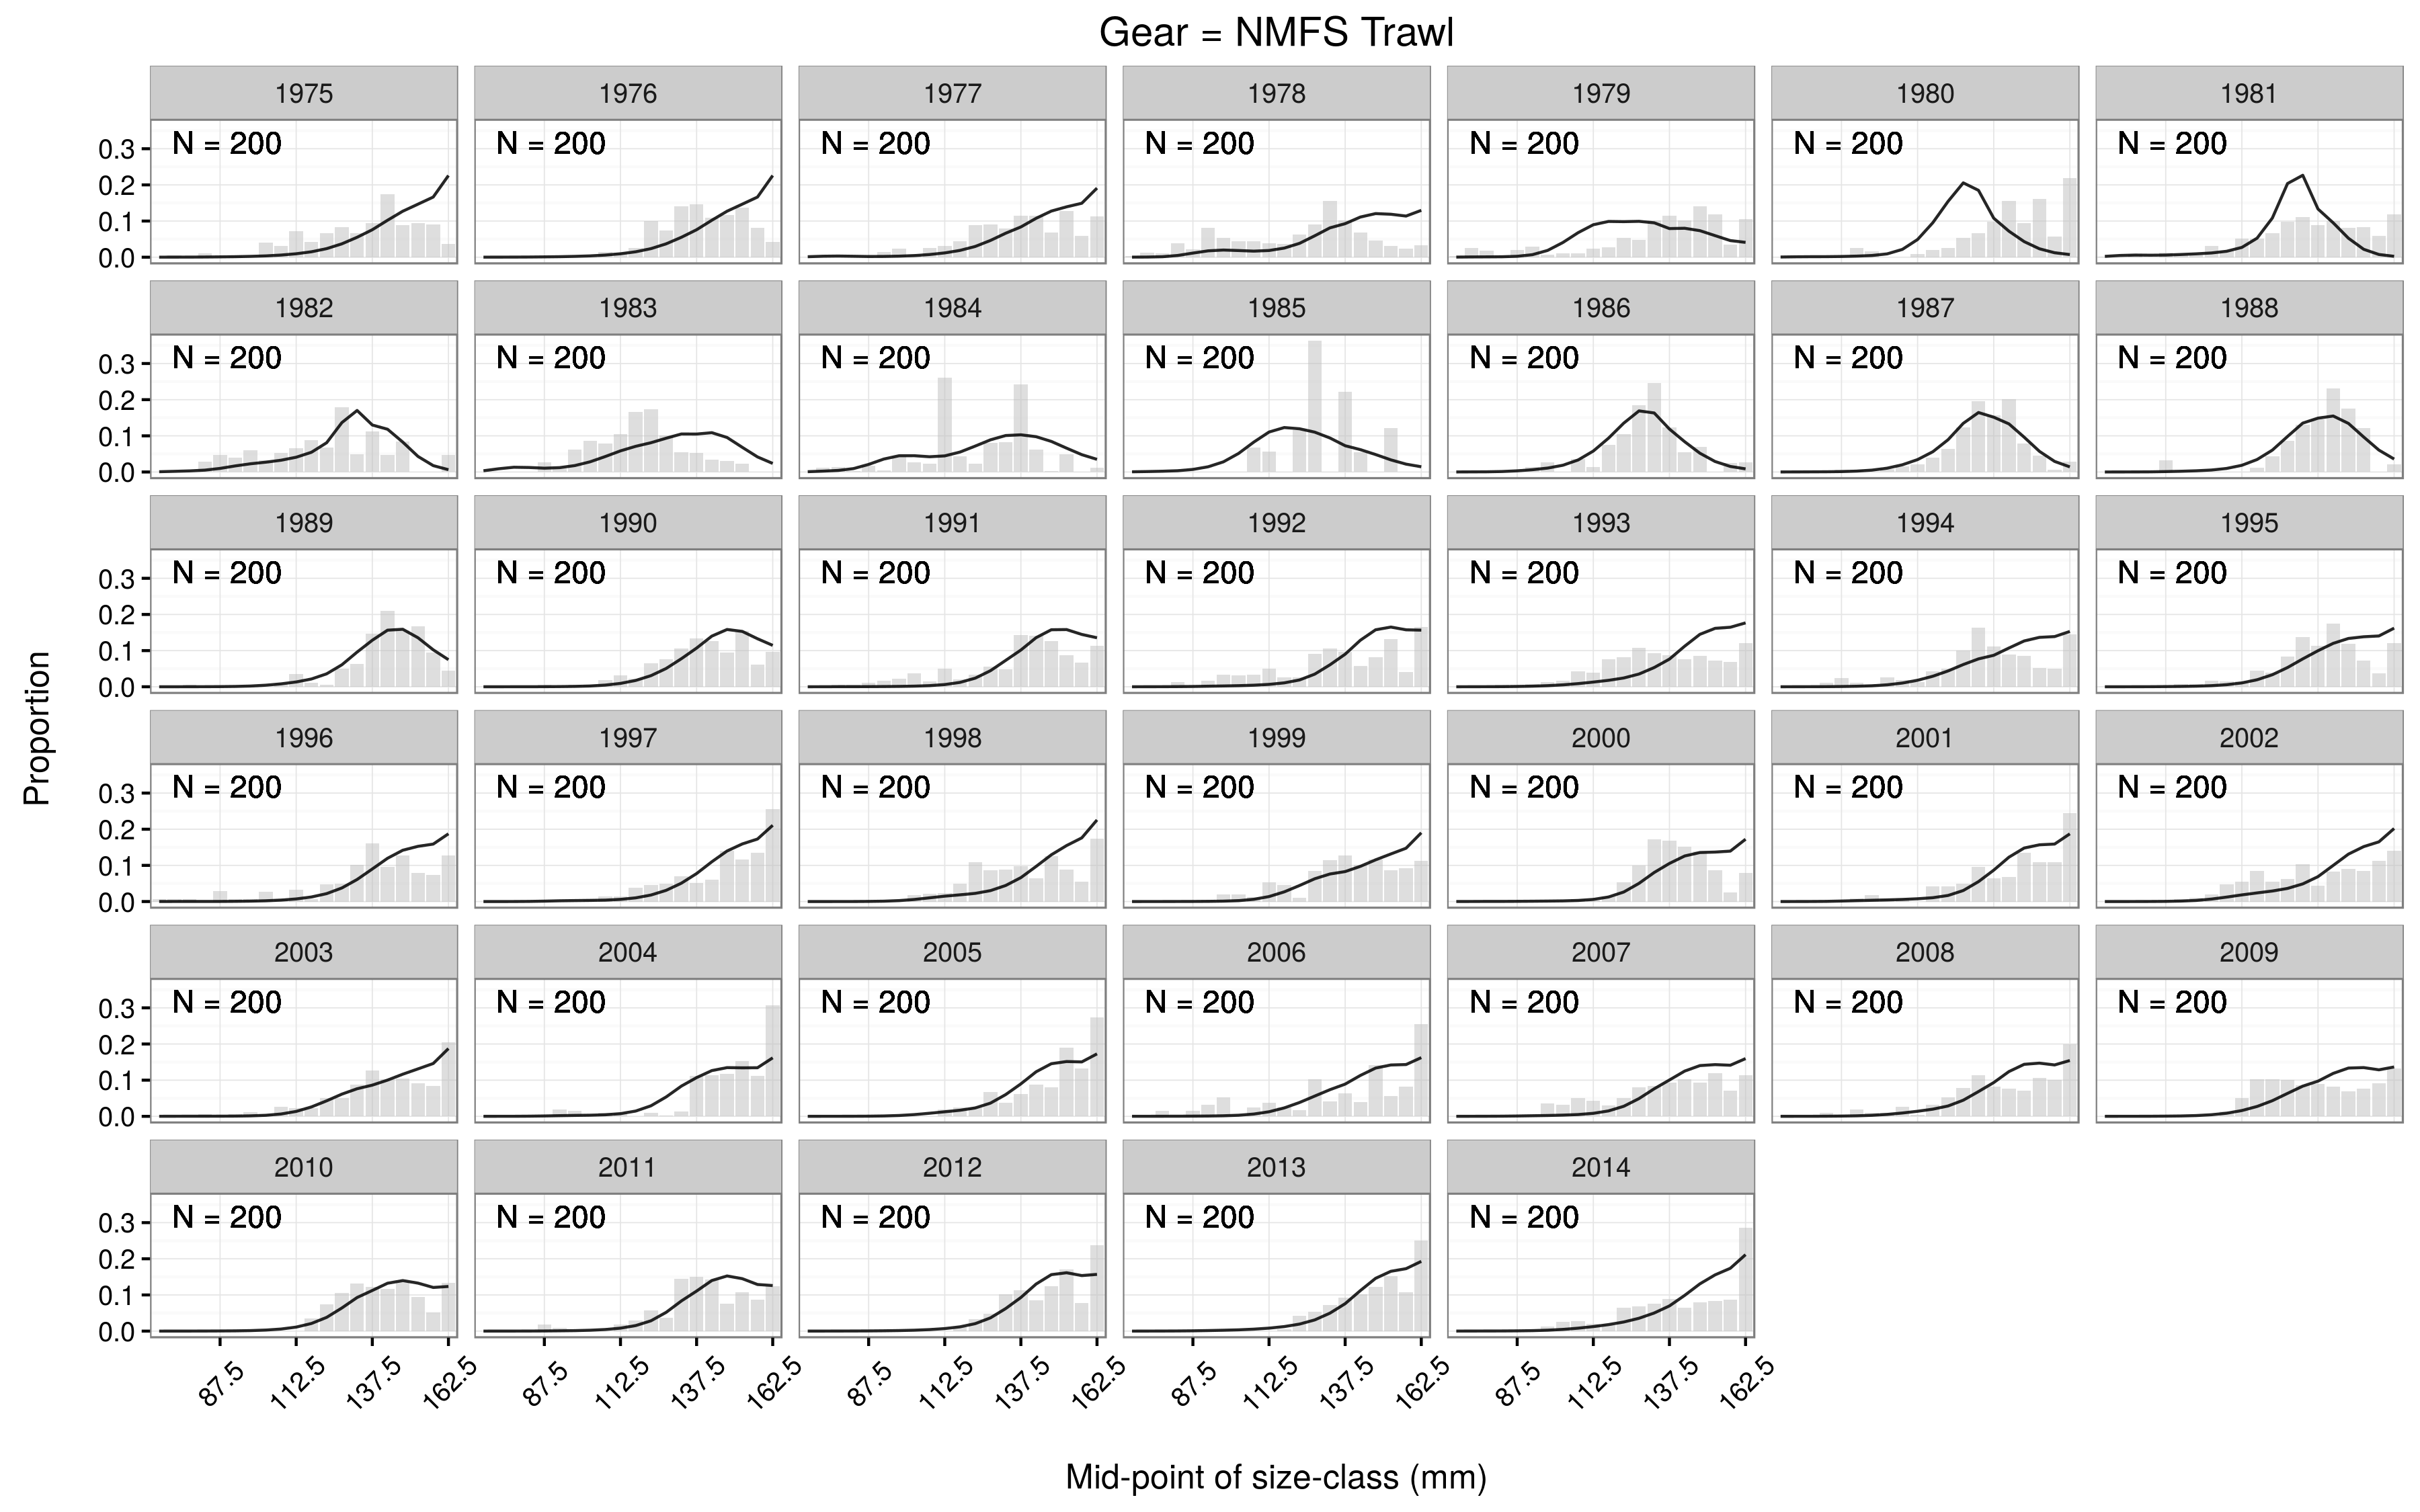 Gear = NMFS Trawl
1975 1976 1977 1978 1979 1980 1981
N = 200 N = 200 N = 200 N = 200 N = 200 N = 200 N = 200
0.3
0.2
0.1
0.0
1982 1983 1984 1985 1986 1987 1988
N = 200 N = 200 N = 200 N = 200 N = 200 N = 200 N = 200
0.3
0.2
0.1
0.0
1989 1990 1991 1992 1993 1994 1995
N = 200 N = 200 N = 200 N = 200 N = 200 N = 200 N = 200
0.3
0.2
0.1
0.0
Proportion
1996 1997 1998 1999 2000 2001 2002
N = 200 N = 200 N = 200 N = 200 N = 200 N = 200 N = 200
0.3
0.2
0.1
0.0
2003 2004 2005 2006 2007 2008 2009
N = 200 N = 200 N = 200 N = 200 N = 200 N = 200 N = 200
0.3
0.2
0.1
0.0
2010 2011 2012 2013 2014
N = 200 N = 200 N = 200 N = 200 N = 200
0.3
0.2
0.1
0.0
87.5 112.5 137.5 162.5 87.5 112.5 137.5 162.5 87.5 112.5 137.5 162.5 87.5 112.5 137.5 162.5 87.5 112.5 137.5 162.5
Mid-point of size-class (mm)